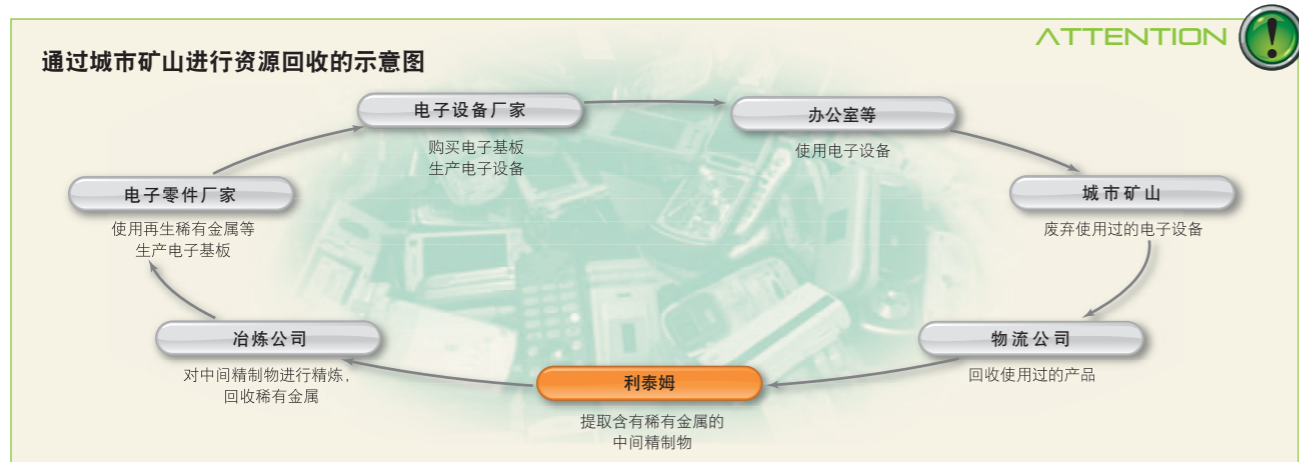 ATTENTION
通过城市矿山进行资源回收的示意图
电子设备厂家
购买电子基板
生产电子设备
办公室等
使用电子设备
城市矿山
废弃使用过的电子设备
物流公司
回收使用过的产品
利泰姆
提取含有稀有金属的
中间精制物
冶炼公司
对中间精制物进行精炼,
回收稀有金属
电子零件厂家
使用再生稀有金属等
生产电子基板